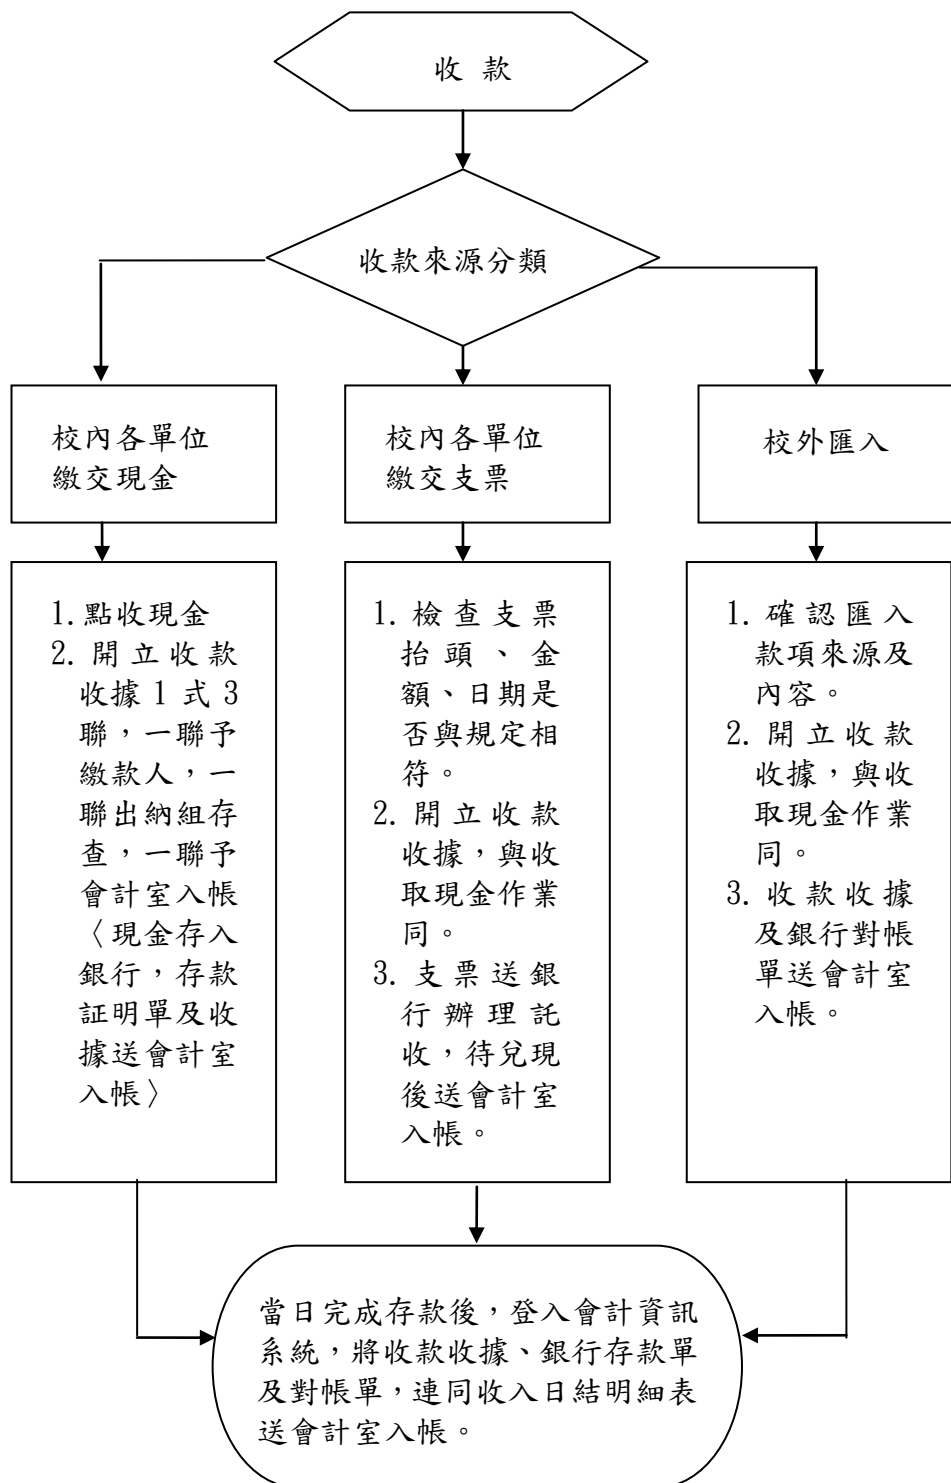 收 款
收款來源分類
校內各單位
繳交現金
校內各單位
繳交支票
校外匯入
1. 點收現金
2. 開立收款
收據 1 式 3
聯，一聯予
繳款人，一
聯出納組存
查，一聯予
會計室入帳
〈現金存入
銀行，存款
証明單及收
據送會計室
入帳〉
1. 檢查支票
抬頭、金
額、日期是
否與規定相
符。
2. 開立收款
收據，與收
取現金作業
同。
3. 支票送銀
行辦理託
收，待兌現
後送會計室
入帳。
1. 確認匯入
款項來源及
內容。
2. 開立收款
收據，與收
取現金作業
同。
3. 收款收據
及銀行對帳
單送會計室
入帳。
當日完成存款後，登入會計資訊
系統，將收款收據、銀行存款單
及對帳單，連同收入日結明細表
送會計室入帳。